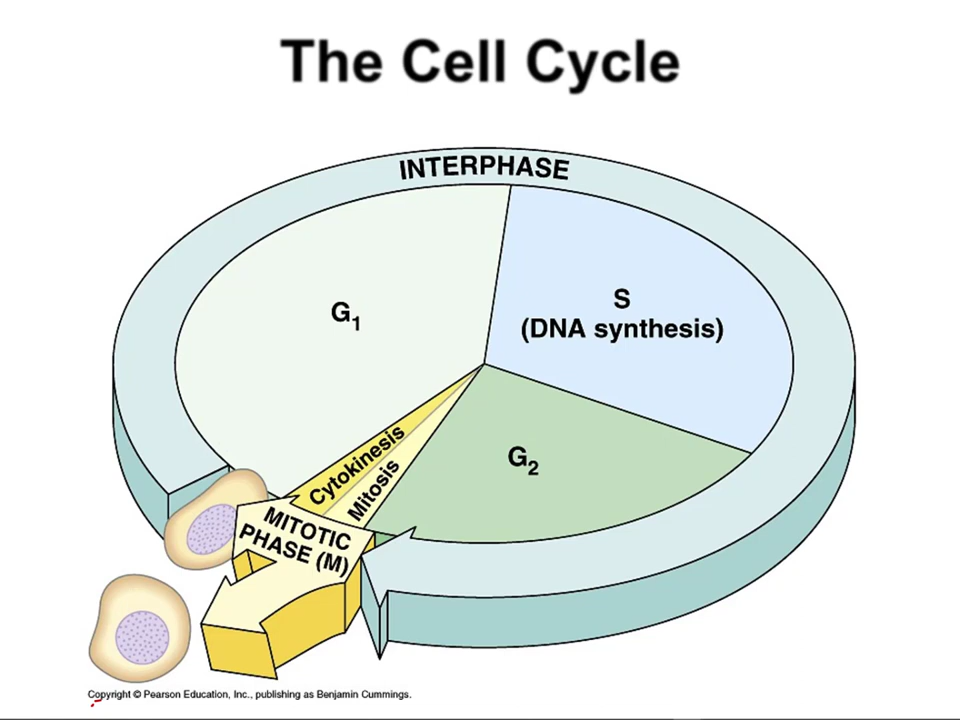 The Cell Cycle
INTERPHASE
G1
S
(DNA synthesis)
G2
Cytokinesis
Mitosis
MITOTIC
PHASE (M)
Copyright © Pearson Education, Inc., publishing as Benjamin Cummings.